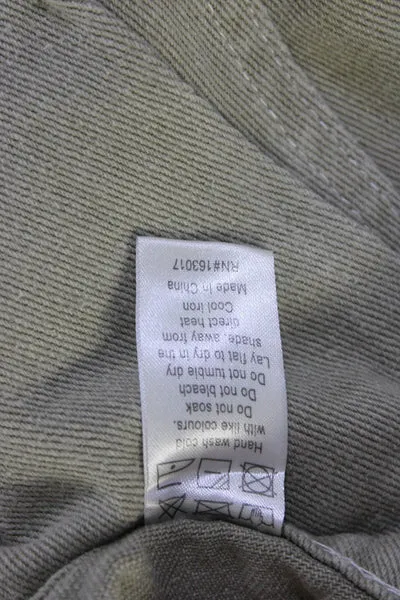 Hand wash cold
with like colours.
Do not soak
Do not bleach
Do not tumble dry
Lay flat to dry in the
shade, away from
direct heat
Cool iron
Made in China
RN#163017